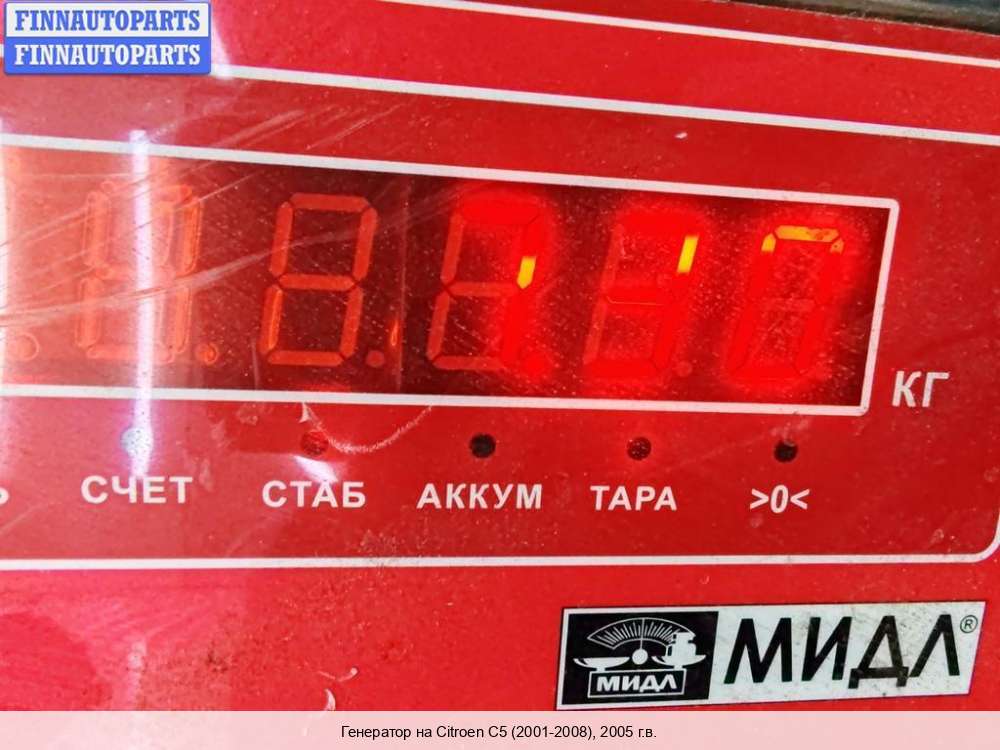 FINNAUTOPARTS
FINNAUTOPARTS
КГ
СЧЕТ СТАБ АККУМ ТАРА >0<
МИДЛ МИДЛ®
Генератор на Citroen C5 (2001-2008), 2005 г.в.